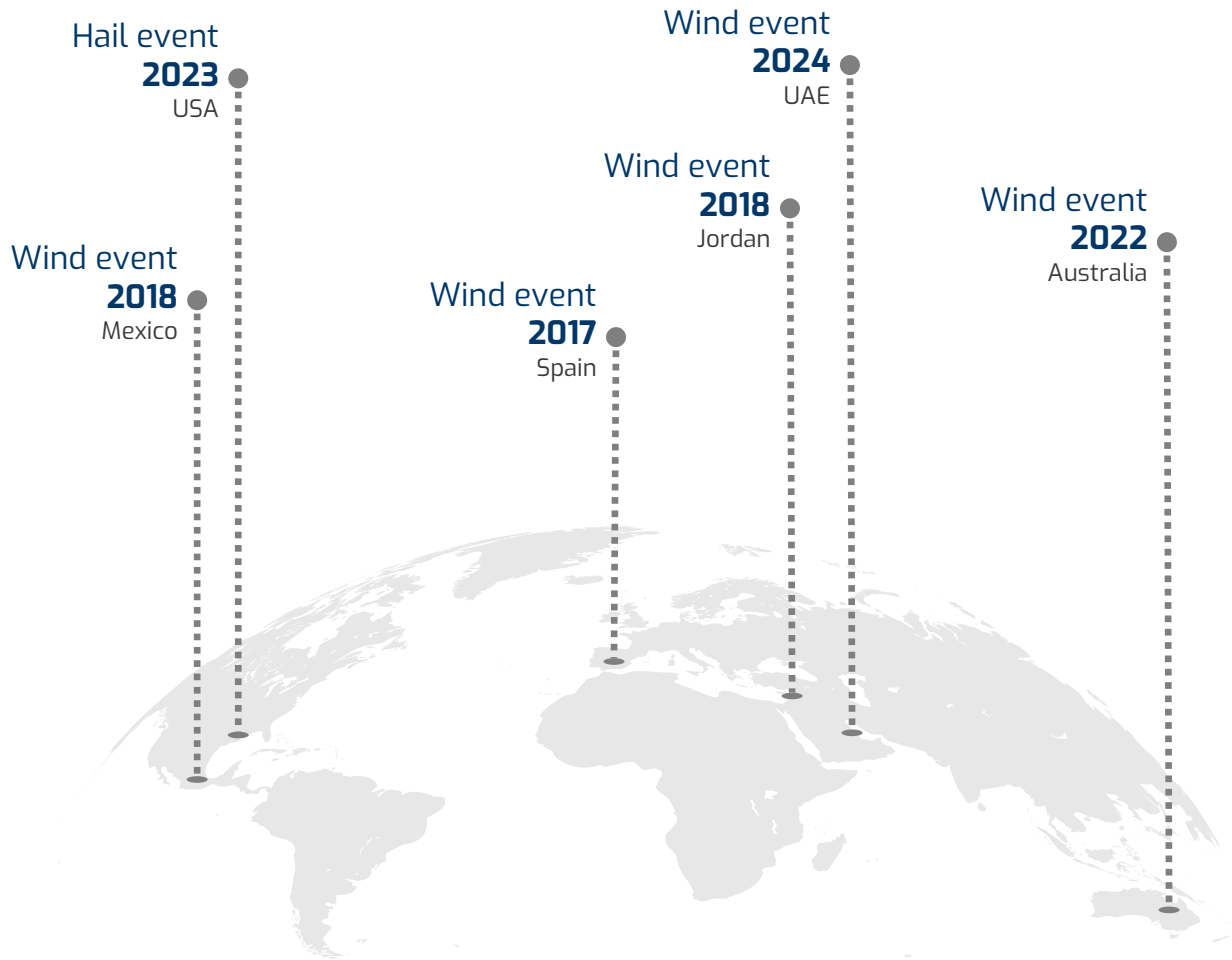 Hail event
2023
USA
Wind event
2024
UAE
Wind event
2018
Jordan
Wind event
2022
Australia
Wind event
2018
Mexico
Wind event
2017
Spain